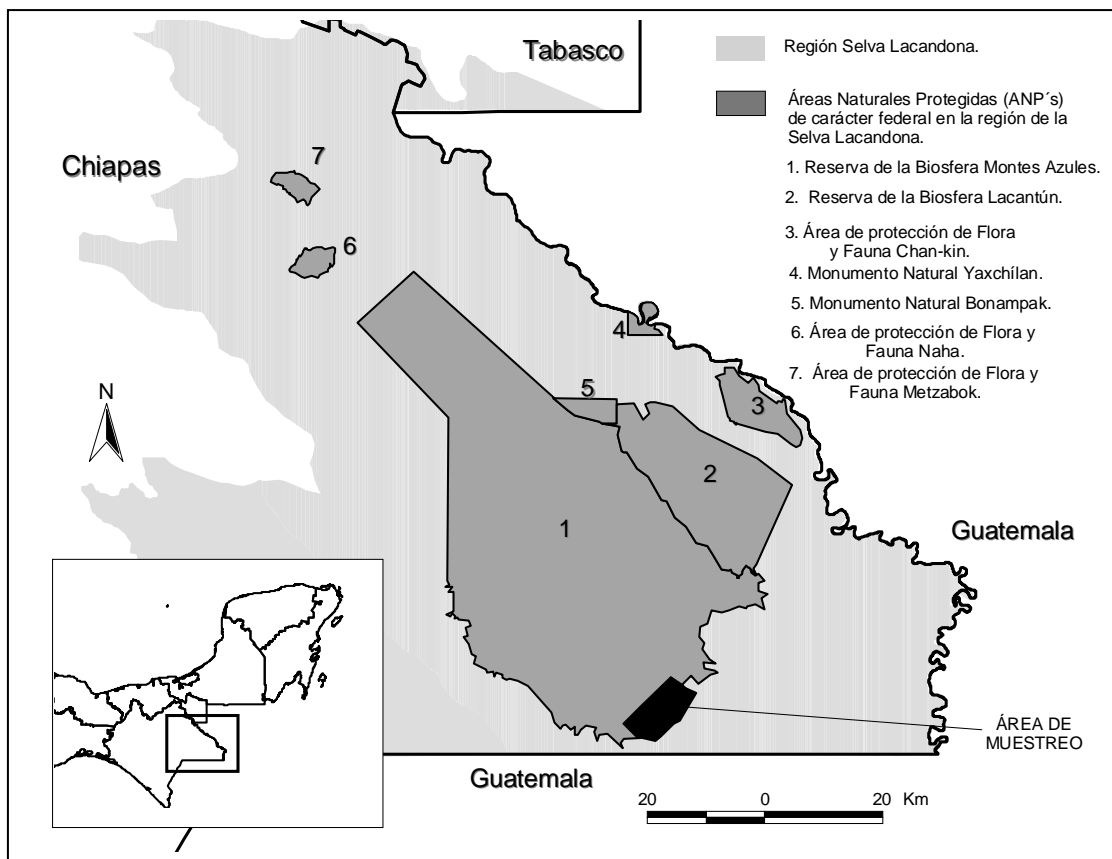 Tabasco
Región Selva Lacandona.
Áreas Naturales Protegidas (ANP´s)
de carácter federal en la región de la
Selva Lacandona.
Chiapas
7
1. Reserva de la Biosfera Montes Azules.
2. Reserva de la Biosfera Lacantún.
6
3. Área de protección de Flora
y Fauna Chan-kin.
4. Monumento Natural Yaxchílan.
5. Monumento Natural Bonampak.
4
6. Área de protección de Flora y
Fauna Naha.
7. Área de protección de Flora y
Fauna Metzabok.
N
5
3
2
1
Guatemala
ÁREA DE
MUESTREO
Guatemala
20 0 20 Km